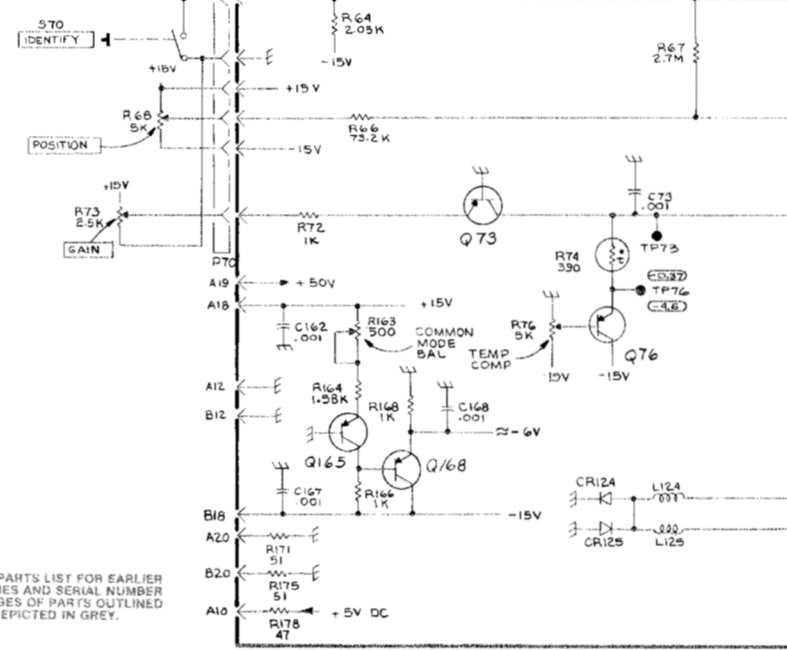 S70
IDENTIFY
+15V
R64
2.05K
-15V
R67
2.7M
+15V
R68
5K
POSITION
R66
73.2K
-15V
+15V
R73
2.5K
GAIN
R72
1K
Q73
C73
.001
TP73
R74
390
t
P70
A19
+50V
TP76
-4.6
A18
+15V
C162
.001
R163
500
COMMON
MODE
BAL
R76
5K
TEMP
COMP
Q76
-15V
-15V
A12
R164
1.58K
B12
R168
1K
C168
.001
≈-6V
Q165
Q168
C167
.001
R166
1K
CR124
L124
B18
-15V
CR125
L125
A20
R171
51
B20
R175
51
A10
+5V DC
R178
47
PARTS LIST FOR EARLIER
IES AND SERIAL NUMBER
GES OF PARTS OUTLINED
EPICTED IN GREY.